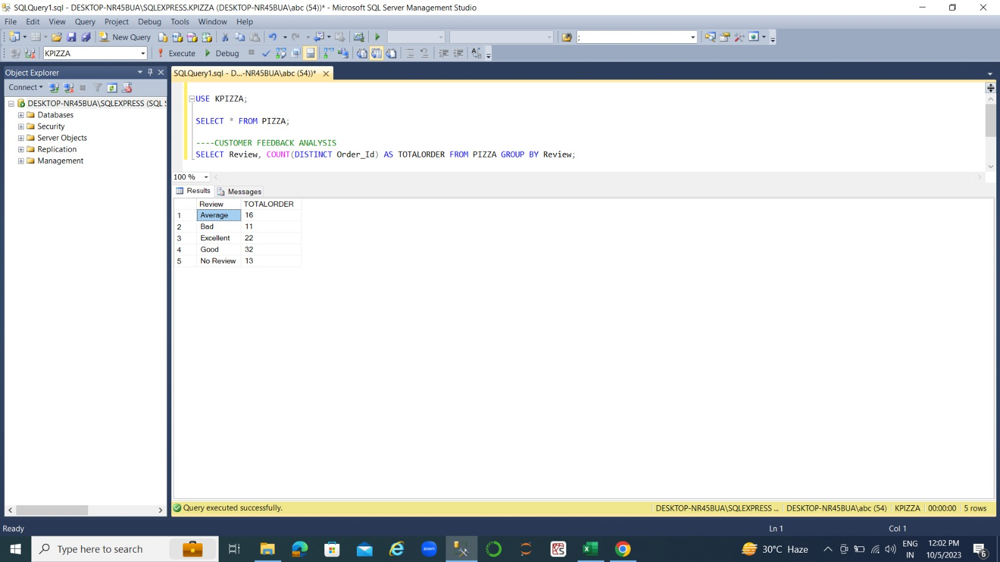 SQLQuery1.sql - DESKTOP-NR45BUA\SQLEXPRESS.KPIZZA (DESKTOP-NR45BUA\abc (54))* - Microsoft SQL Server Management Studio
File Edit View Query Project Debug Tools Window Help
New Query ;
KPIZZA Execute Debug
Object Explorer
Connect
DESKTOP-NR45BUA\SQLEXPRESS (SQL S
Databases
Security
Server Objects
Replication
Management
SQLQuery1.sql - D...-NR45BUA\abc (54))*
USE KPIZZA;
SELECT * FROM PIZZA;
----CUSTOMER FEEDBACK ANALYSIS
SELECT Review, COUNT(DISTINCT Order_Id) AS TOTALORDER FROM PIZZA GROUP BY Review;
100 %
Results Messages
Review TOTALORDER
1 Average 16
2 Bad 11
3 Excellent 22
4 Good 32
5 No Review 13
Query executed successfully. DESKTOP-NR45BUA\SQLEXPRESS ... DESKTOP-NR45BUA\abc (54) KPIZZA 00:00:00 5 rows
Ready Ln 1 Col 1
Type here to search zoom 30°C Haze ENG IN 12:02 PM 10/5/2023 6